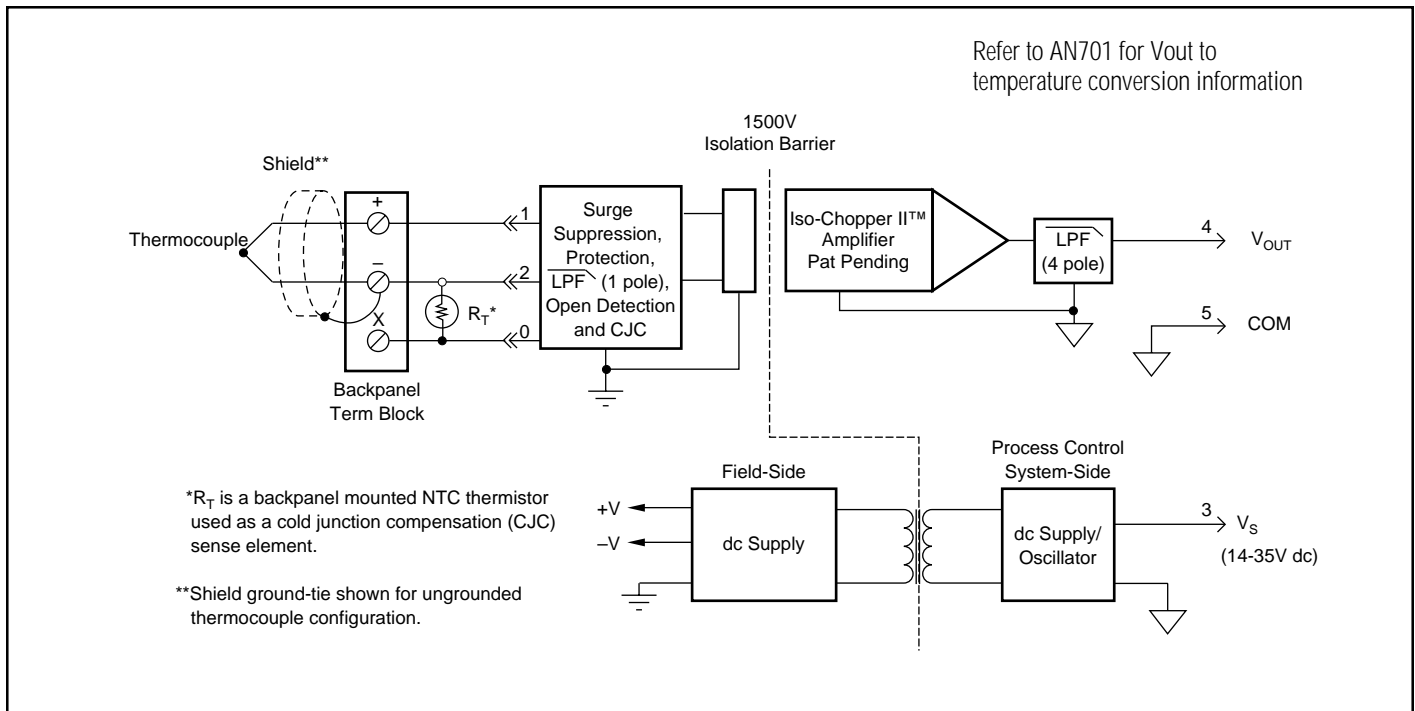 Refer to AN701 for Vout to
temperature conversion information
1500V
Isolation Barrier
Shield**
Thermocouple
+
–
X
Backpanel
Term Block
R_T*
1
2
0
Surge
Suppression,
Protection,
LPF (1 pole),
Open Detection
and CJC
Iso-Chopper II™
Amplifier
Pat Pending
LPF
(4 pole)
4
V_OUT
5
COM
Field-Side
+V
–V
dc Supply
Process Control
System-Side
dc Supply/
Oscillator
3
V_S
(14-35V dc)
*R_T is a backpanel mounted NTC thermistor
used as a cold junction compensation (CJC)
sense element.
**Shield ground-tie shown for ungrounded
thermocouple configuration.